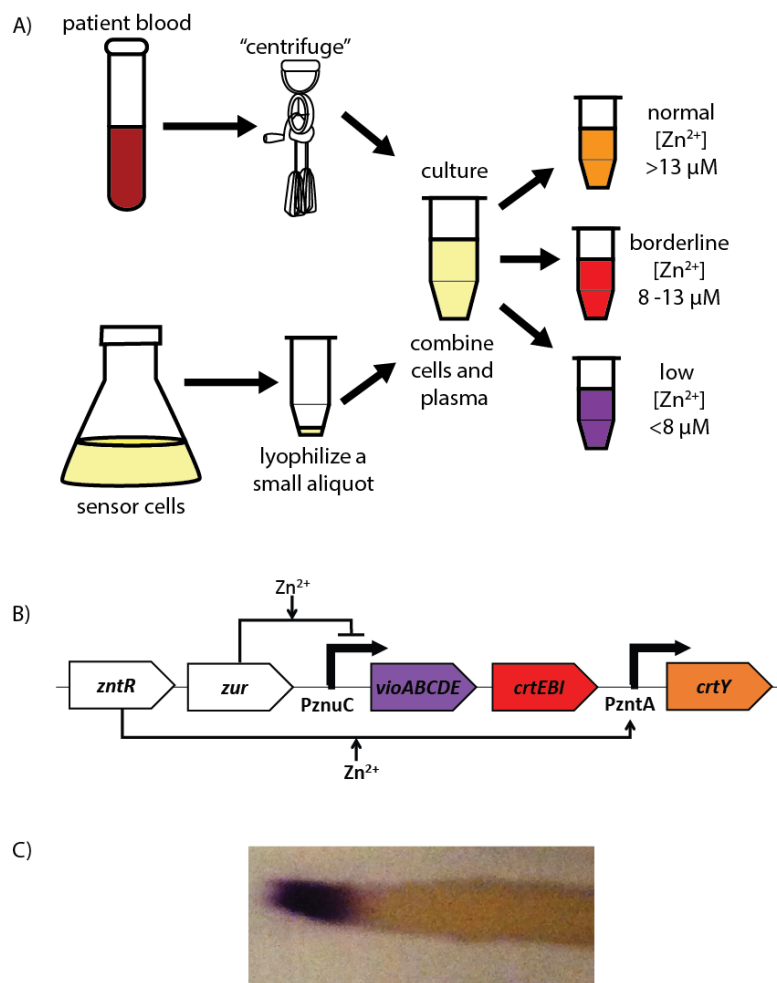 A)
patient blood
“centrifuge”
culture
normal
[Zn²⁺]
>13 µM
borderline
[Zn²⁺]
8 -13 µM
low
[Zn²⁺]
<8 µM
combine
cells and
plasma
lyophilize a
small aliquot
sensor cells
B)
Zn²⁺
zntR
zur
PznuC
vioABCDE
crtEBI
PzntA
crtY
Zn²⁺
C)